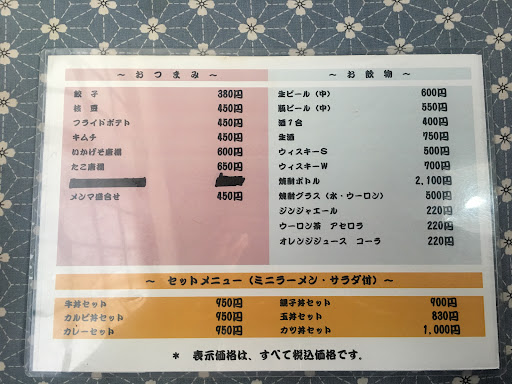 ～ おつまみ ～
餃 子 380円
枝 豆 450円
フライドポテト 450円
キムチ 450円
いかげそ唐揚 600円
たこ唐揚 650円
メンマ盛合せ 450円
～ お飲物 ～
生ビール（中） 600円
瓶ビール（中） 550円
酒１合 400円
生酒 750円
ウィスキーＳ 500円
ウィスキーＷ 700円
焼酎ボトル 2,100円
焼酎グラス（水・ウーロン） 500円
ジンジャエール 220円
ウーロン茶 アセロラ 220円
オレンジジュース コーラ 220円
～ セットメニュー（ミニラーメン・サラダ付） ～
牛丼セット 950円
カルビ丼セット 950円
カレーセット 950円
親子丼セット 900円
玉丼セット 830円
カツ丼セット 1,000円
* 表示価格は、すべて税込価格です．